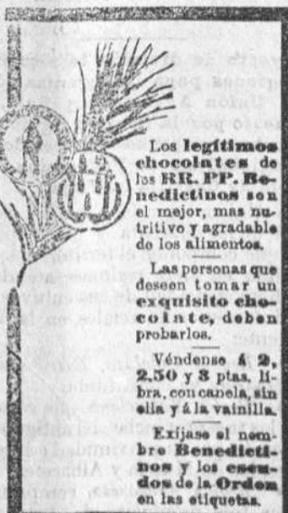 Los legítimos
chocolates de
los RR. PP. Be-
nedictinos son
el mejor, mas nu-
tritivo y agradable
de los alimentos.
Las personas que
deseen tomar un
exquisito cho-
colate, deben
probarlos.
Véndense á 2,
2,50 y 3 ptas. li-
bra, con canela, sin
ella y á la vainilla.
Exíjase el nom-
bre Benedicti-
nos y los escu-
dos de la Orden
en las etiquetas.